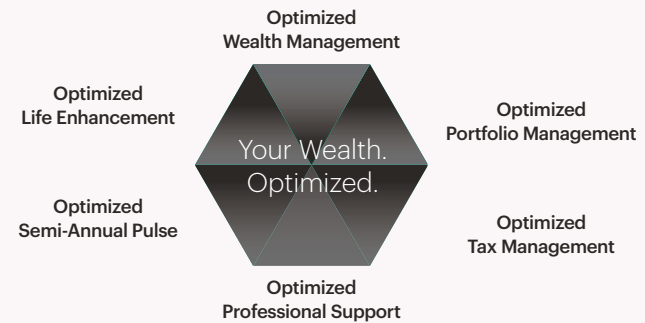 Optimized
Wealth Management
Optimized
Life Enhancement
Optimized
Portfolio Management
Your Wealth.
Optimized.
Optimized
Semi-Annual Pulse
Optimized
Tax Management
Optimized
Professional Support